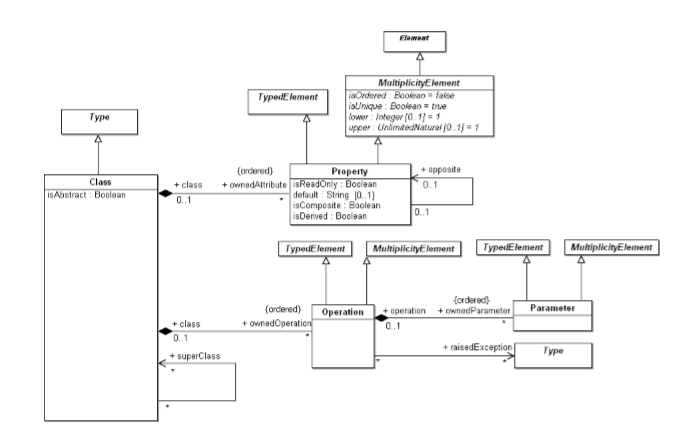 Element
MultiplicityElement
isOrdered : Boolean = false
isUnique : Boolean = true
lower : Integer [0..1] = 1
upper : UnlimitedNatural [0..1] = 1
TypedElement
Type
Class
isAbstract : Boolean
+ class
0..1
{ordered}
+ ownedAttribute
*
Property
isReadOnly : Boolean
default : String [0..1]
isComposite : Boolean
isDerived : Boolean
+ opposite
0..1
0..1
TypedElement
MultiplicityElement
TypedElement
MultiplicityElement
+ class
0..1
{ordered}
+ ownedOperation
*
Operation
+ operation
0..1
{ordered}
+ ownedParameter
*
Parameter
+ superClass
*
*
+ raisedException
*
*
Type